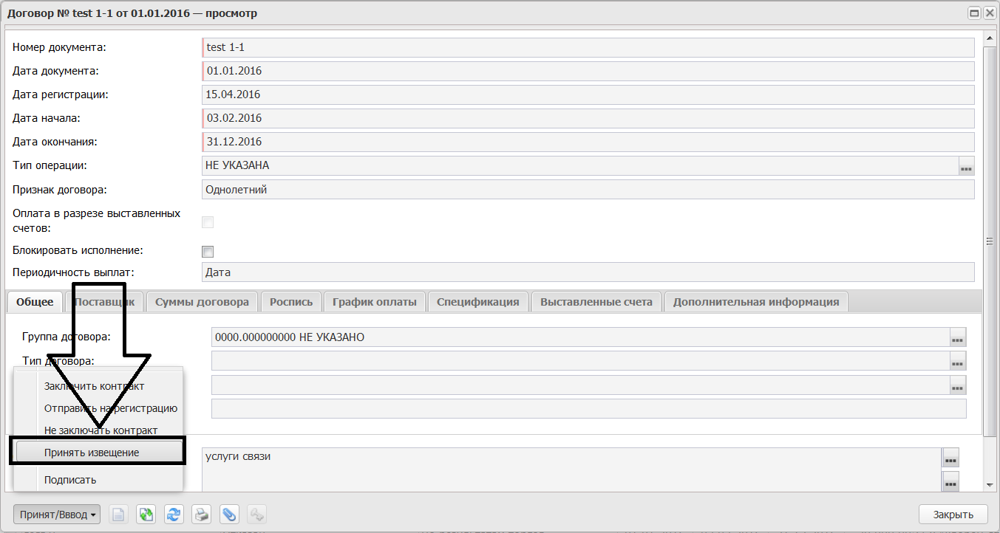 Договор № test 1-1 от 01.01.2016 — просмотр
Номер документа: test 1-1
Дата документа: 01.01.2016
Дата регистрации: 15.04.2016
Дата начала: 03.02.2016
Дата окончания: 31.12.2016
Тип операции: НЕ УКАЗАНА
Признак договора: Однолетний
Оплата в разрезе выставленных
счетов:
Блокировать исполнение:
Периодичность выплат: Дата
Общее Поставщик Суммы договора Роспись График оплаты Спецификация Выставленные счета Дополнительная информация
Группа договора: 0000.000000000 НЕ УКАЗАНО
Тип договора:
Заключить контракт
Отправить на регистрацию
Не заключать контракт
Принять извещение
услуги связи
Подписать
Принят/Ввод Закрыть